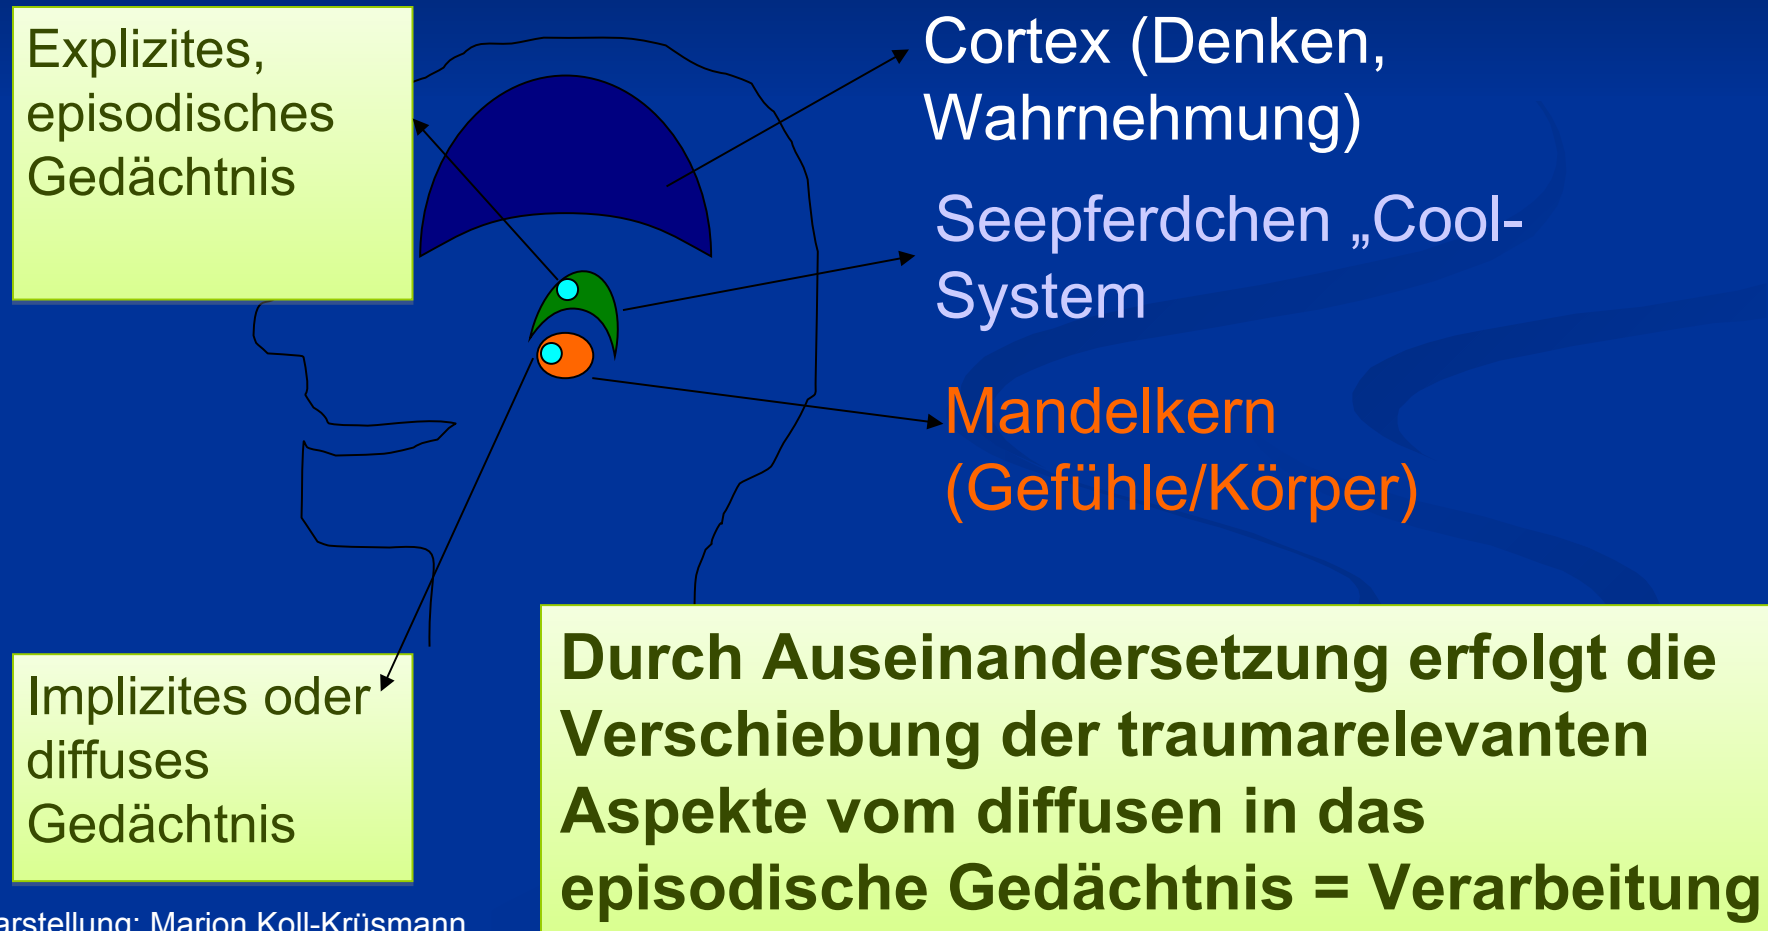 Explizites,
episodisches
Gedächtnis
Cortex (Denken,
Wahrnehmung)
Seepferdchen „Cool-
System
Mandelkern
(Gefühle/Körper)
Implizites oder
diffuses
Gedächtnis
Durch Auseinandersetzung erfolgt die
Verschiebung der traumarelevanten
Aspekte vom diffusen in das
episodische Gedächtnis = Verarbeitung
arstellung: Marion Koll-Krüsmann